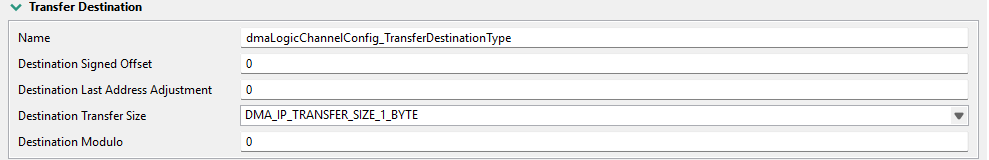 Transfer Destination
Name dmaLogicChannelConfig_TransferDestinationType
Destination Signed Offset 0
Destination Last Address Adjustment 0
Destination Transfer Size DMA_IP_TRANSFER_SIZE_1_BYTE
Destination Modulo 0